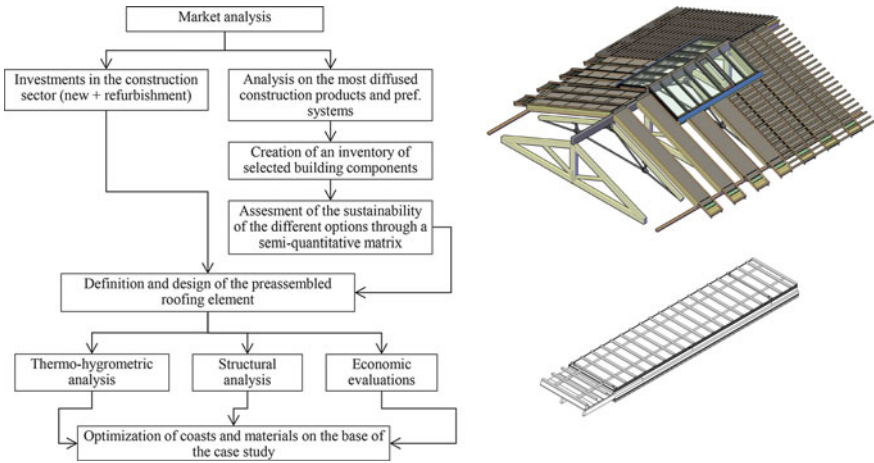 Market analysis
Investments in the construction
sector (new + refurbishment)
Analysis on the most diffused
construction products and pref.
systems
Creation of an inventory of
selected building components
Assesment of the sustainability
of the different options through a
semi-quantitative matrix
Definition and design of the preassembled
roofing element
Thermo-hygrometric
analysis
Structural
analysis
Economic
evaluations
Optimization of coasts and materials on the base of
the case study